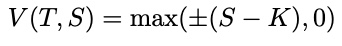 V(T, S) = max(±(S − K), 0)